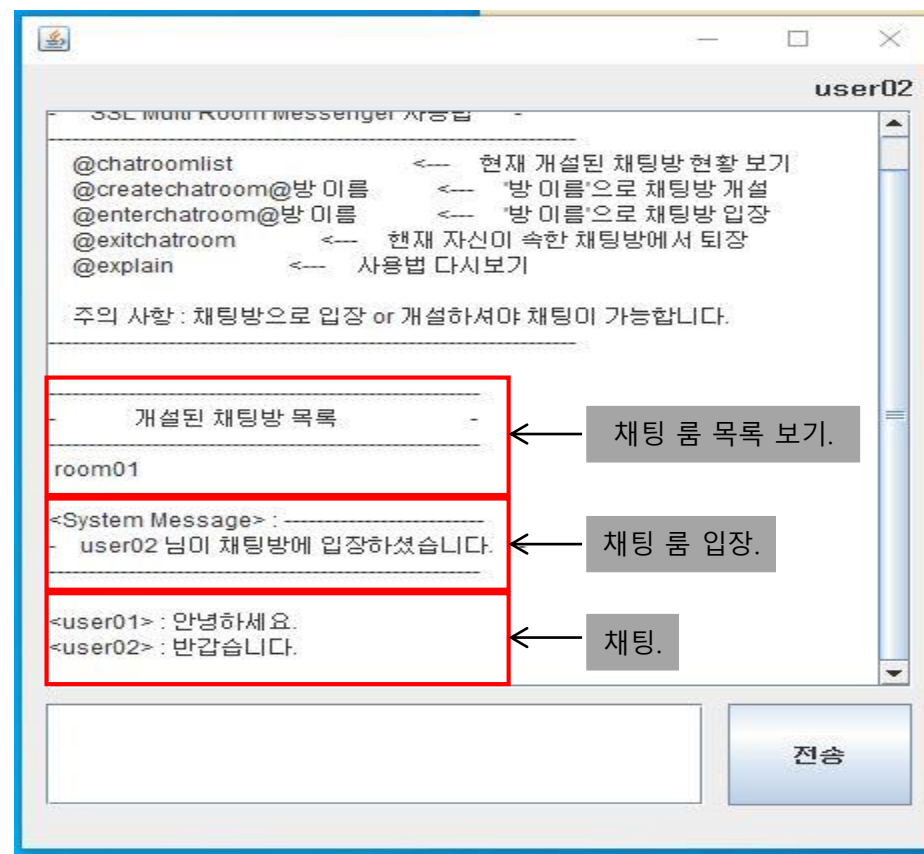 user02
- SSL Multi Room Messenger 사용법 -
@chatroomlist <--- 현재 개설된 채팅방 현황 보기
@createchatroom@방 이름 <--- '방 이름'으로 채팅방 개설
@enterchatroom@방 이름 <--- '방 이름'으로 채팅방 입장
@exitchatroom <--- 핸재 자신이 속한 채팅방에서 퇴장
@explain <--- 사용법 다시보기
주의 사항 : 채팅방으로 입장 or 개설하셔야 채팅이 가능합니다.
- 개설된 채팅방 목록 -
채팅 룸 목록 보기.
room01
<System Message> : -------------------------
- user02 님이 채팅방에 입장하셨습니다.
채팅 룸 입장.
<user01> : 안녕하세요.
<user02> : 반갑습니다.
채팅.
전송